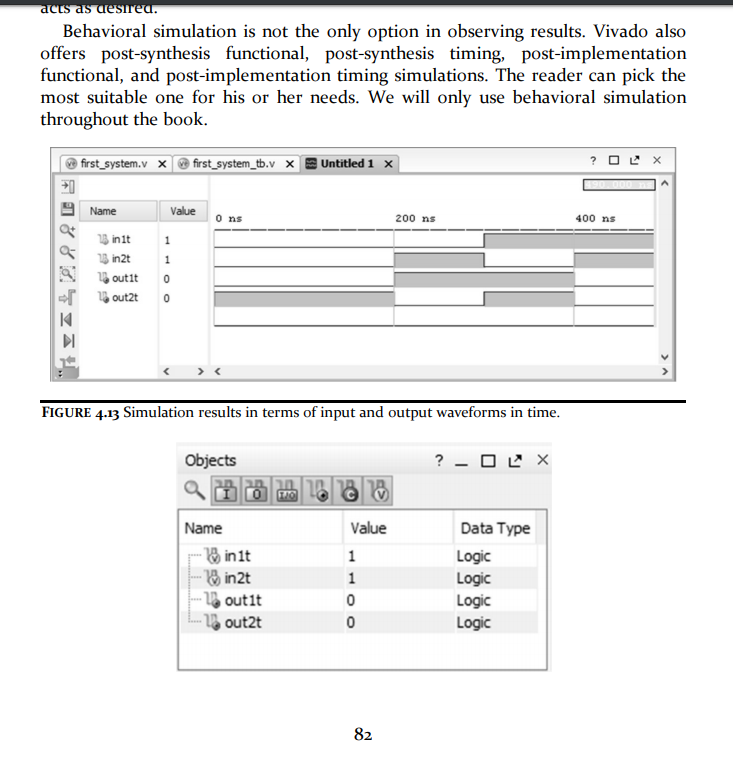 acts as desired.
Behavioral simulation is not the only option in observing results. Vivado also
offers post-synthesis functional, post-synthesis timing, post-implementation
functional, and post-implementation timing simulations. The reader can pick the
most suitable one for his or her needs. We will only use behavioral simulation
throughout the book.
first_system.v X first_system_tb.v X Untitled 1 X
Name Value
0 ns 200 ns 400 ns
in1t 1
in2t 1
out1t 0
out2t 0
FIGURE 4.13 Simulation results in terms of input and output waveforms in time.
Objects
I O I/O C V
Name Value Data Type
in1t 1 Logic
in2t 1 Logic
out1t 0 Logic
out2t 0 Logic
82